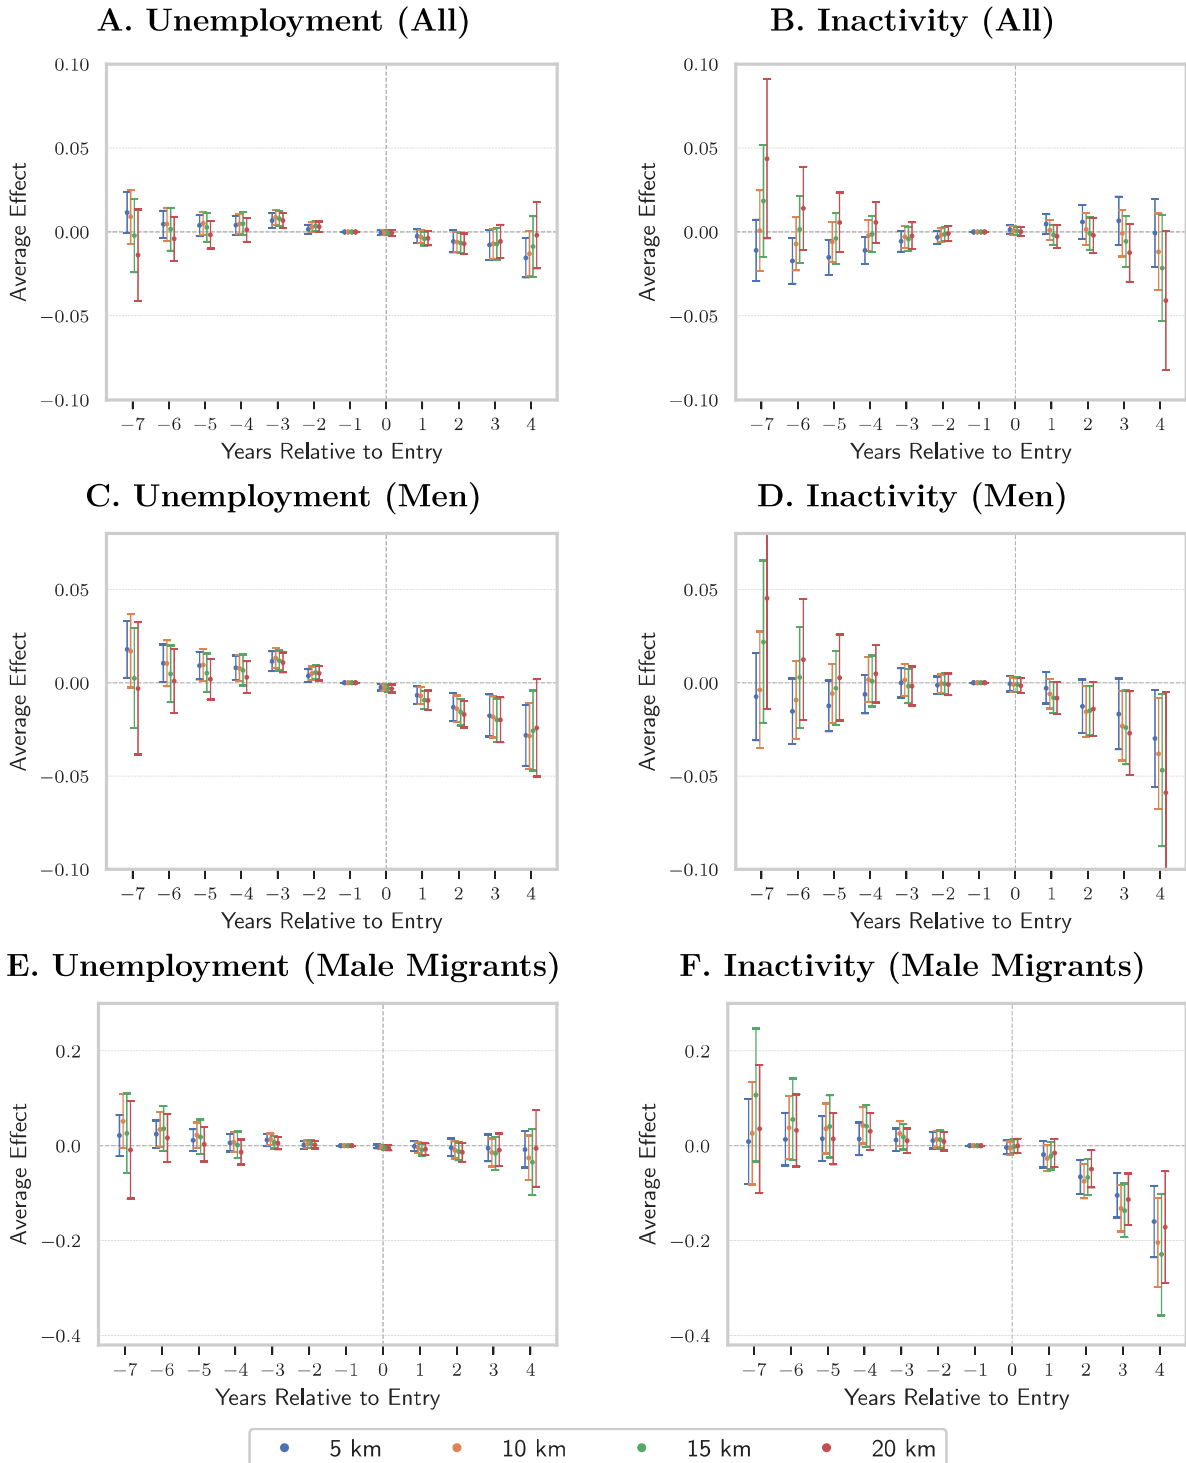 A. Unemployment (All)
B. Inactivity (All)
0.10
0.05
0.00
−0.05
−0.10
Average Effect
−7 −6 −5 −4 −3 −2 −1 0 1 2 3 4
Years Relative to Entry
0.10
0.05
0.00
−0.05
−0.10
Average Effect
−7 −6 −5 −4 −3 −2 −1 0 1 2 3 4
Years Relative to Entry
C. Unemployment (Men)
D. Inactivity (Men)
0.05
0.00
−0.05
−0.10
Average Effect
−7 −6 −5 −4 −3 −2 −1 0 1 2 3 4
Years Relative to Entry
0.05
0.00
−0.05
−0.10
Average Effect
−7 −6 −5 −4 −3 −2 −1 0 1 2 3 4
Years Relative to Entry
E. Unemployment (Male Migrants)
F. Inactivity (Male Migrants)
0.2
0.0
−0.2
−0.4
Average Effect
−7 −6 −5 −4 −3 −2 −1 0 1 2 3 4
Years Relative to Entry
0.2
0.0
−0.2
−0.4
Average Effect
−7 −6 −5 −4 −3 −2 −1 0 1 2 3 4
Years Relative to Entry
5 km 10 km 15 km 20 km